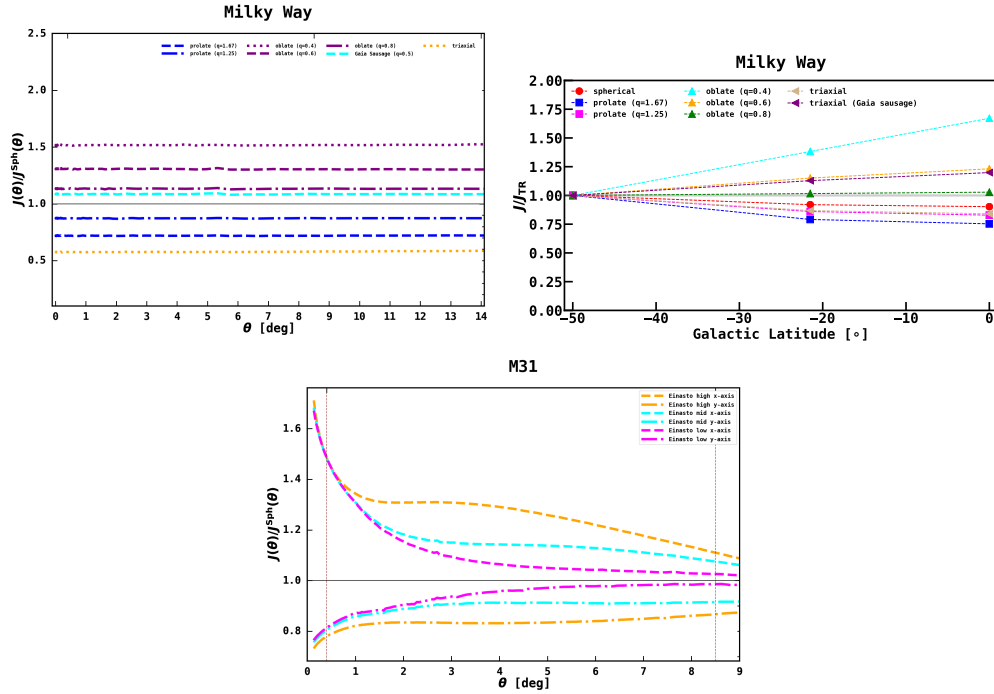 Milky Way
2.5
2.0
1.5
1.0
0.5
J(θ)/J^Sph(θ)
prolate (q=1.67) oblate (q=0.4) oblate (q=0.8) triaxial
prolate (q=1.25) oblate (q=0.6) Gaia Sausage (q=0.5)
0 1 2 3 4 5 6 7 8 9 10 11 12 13 14
θ [deg]
Milky Way
2.00
1.75
1.50
1.25
1.00
0.75
0.50
0.25
0.00
J/J_TR
spherical oblate (q=0.4) triaxial
prolate (q=1.67) oblate (q=0.6) triaxial (Gaia sausage)
prolate (q=1.25) oblate (q=0.8)
−50 −40 −30 −20 −10 0
Galactic Latitude [∘]
M31
1.6
1.4
1.2
1.0
0.8
J(θ)/J^Sph(θ)
Einasto high x-axis
Einasto high y-axis
Einasto mid x-axis
Einasto mid y-axis
Einasto low x-axis
Einasto low y-axis
0 1 2 3 4 5 6 7 8 9
θ [deg]